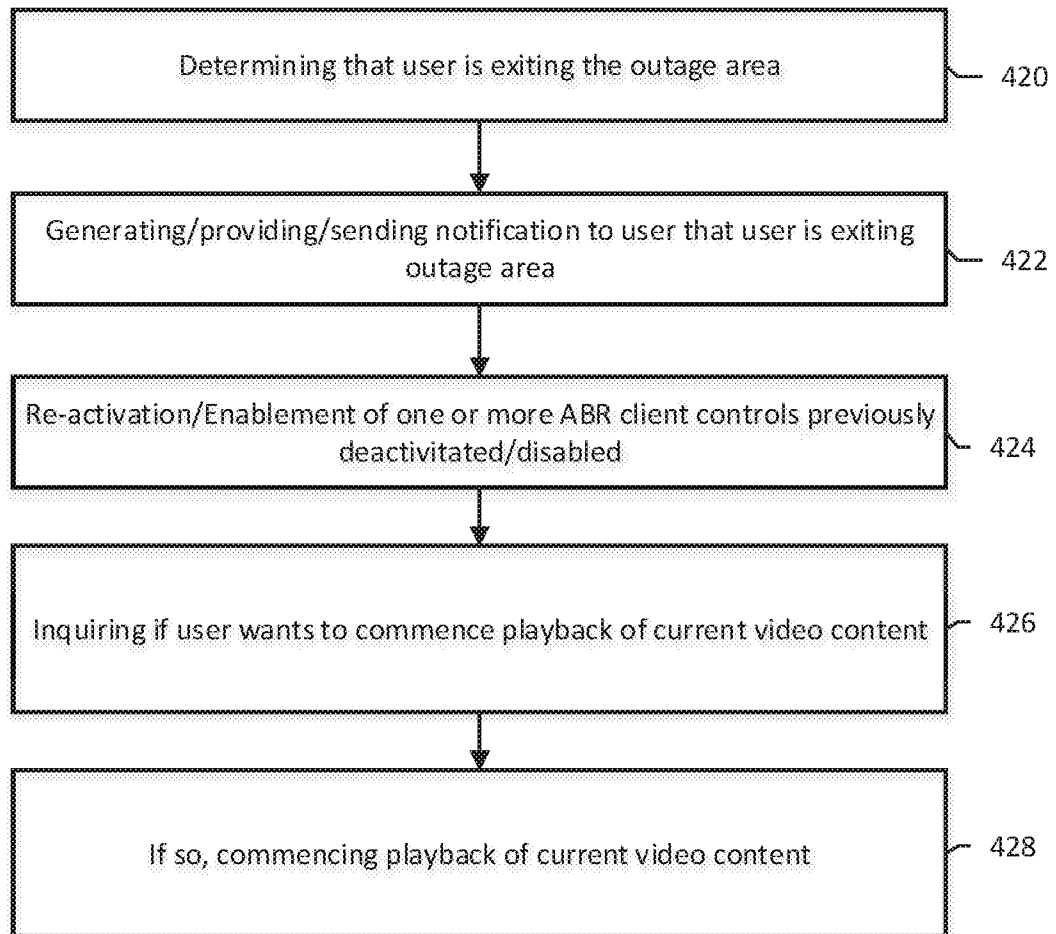 Determining that user is exiting the outage area
420
Generating/providing/sending notification to user that user is exiting
outage area
422
Re-activation/Enablement of one or more ABR client controls previously
deactivitated/disabled
424
Inquiring if user wants to commence playback of current video content
426
If so, commencing playback of current video content
428